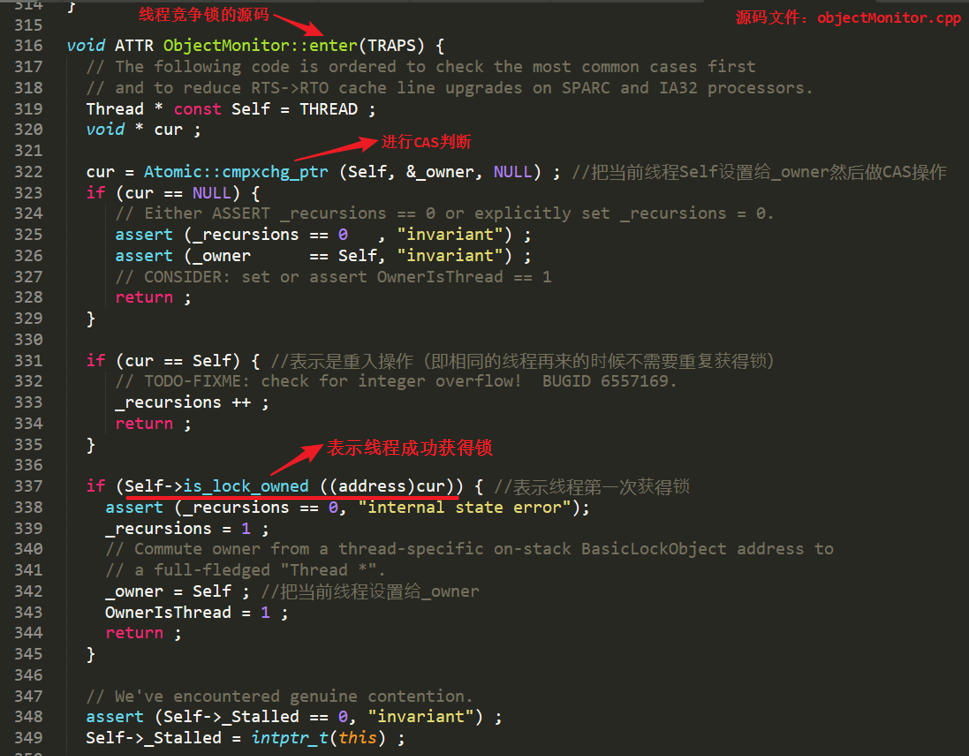 314 }
线程竞争锁的源码
源码文件：objectMonitor.cpp
315
316 void ATTR ObjectMonitor::enter(TRAPS) {
317 // The following code is ordered to check the most common cases first
318 // and to reduce RTS->RTO cache line upgrades on SPARC and IA32 processors.
319 Thread * const Self = THREAD ;
320 void * cur ;
321
进行CAS判断
322 cur = Atomic::cmpxchg_ptr (Self, &_owner, NULL) ; //把当前线程Self设置给_owner然后做CAS操作
323 if (cur == NULL) {
324 // Either ASSERT _recursions == 0 or explicitly set _recursions = 0.
325 assert (_recursions == 0   , "invariant") ;
326 assert (_owner      == Self, "invariant") ;
327 // CONSIDER: set or assert OwnerIsThread == 1
328 return ;
329 }
330
331 if (cur == Self) { //表示是重入操作（即相同的线程再来的时候不需要重复获得锁）
332 // TODO-FIXME: check for integer overflow!  BUGID 6557169.
333 _recursions ++ ;
334 return ;
335 }
336
表示线程成功获得锁
337 if (Self->is_lock_owned ((address)cur)) { //表示线程第一次获得锁
338 assert (_recursions == 0, "internal state error");
339 _recursions = 1 ;
340 // Commute owner from a thread-specific on-stack BasicLockObject address to
341 // a full-fledged "Thread *".
342 _owner = Self ; //把当前线程设置给_owner
343 OwnerIsThread = 1 ;
344 return ;
345 }
346
347 // We've encountered genuine contention.
348 assert (Self->_Stalled == 0, "invariant") ;
349 Self->_Stalled = intptr_t(this) ;